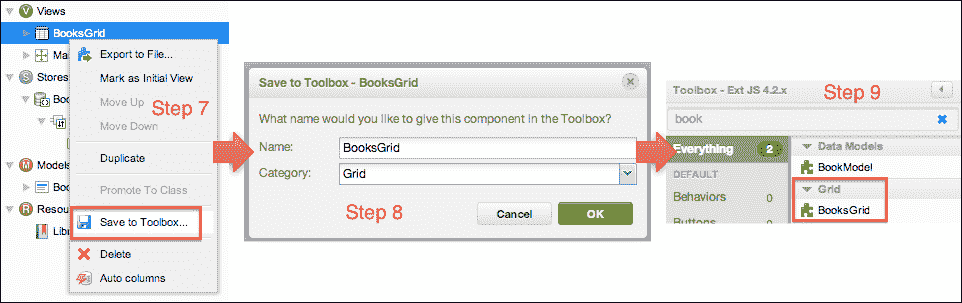 Views
BooksGrid
Mai
Stores
Boo
Models
Boo
Resou
Libr
Export to File...
Mark as Initial View
Move Up
Step 7
Move Down
Duplicate
Promote To Class
Save to Toolbox...
Delete
Auto columns
Save to Toolbox - BooksGrid
What name would you like to give this component in the Toolbox?
Name: BooksGrid
Category: Grid
Step 8
Cancel OK
Toolbox - Ext JS 4.2.x
Step 9
book
Everything 2
DEFAULT
Behaviors 0
Buttons
Data Models
BookModel
Grid
BooksGrid